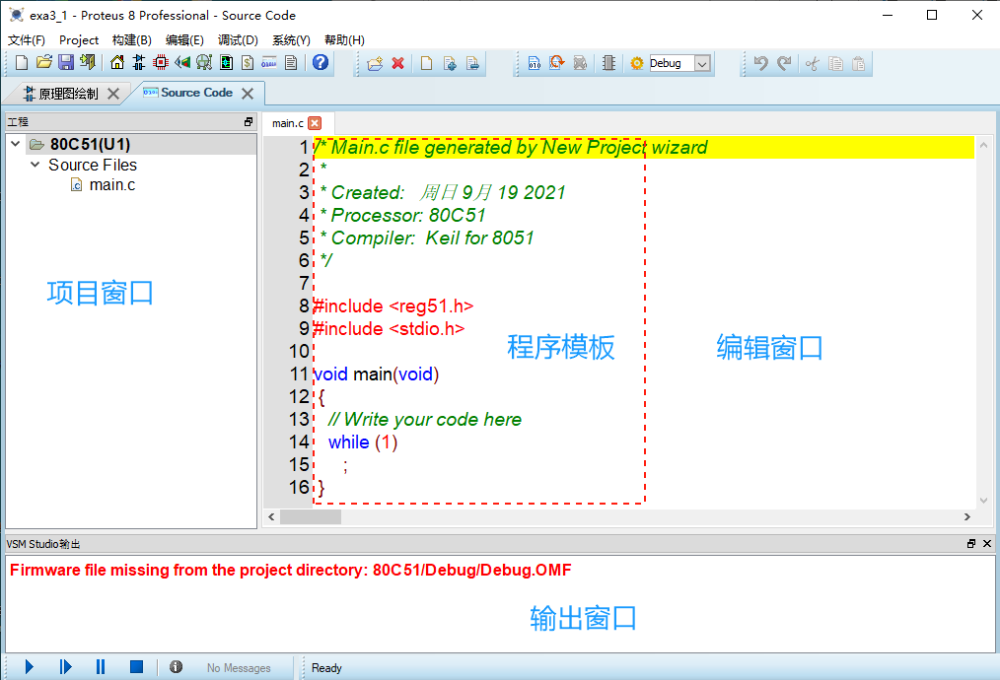 exa3_1 - Proteus 8 Professional - Source Code
文件(F) Project 构建(B) 编辑(E) 调试(D) 系统(Y) 帮助(H)
Debug
原理图绘制 Source Code
工程
main.c
80C51(U1)
Source Files
main.c
项目窗口
1 /* Main.c file generated by New Project wizard
2 *
3 * Created: 周日 9月 19 2021
4 * Processor: 80C51
5 * Compiler: Keil for 8051
6 */
7
8 #include <reg51.h>
9 #include <stdio.h>
10
11 void main(void)
12 {
13 // Write your code here
14 while (1)
15 ;
16 }
程序模板
编辑窗口
VSM Studio输出
Firmware file missing from the project directory: 80C51/Debug/Debug.OMF
输出窗口
No Messages Ready